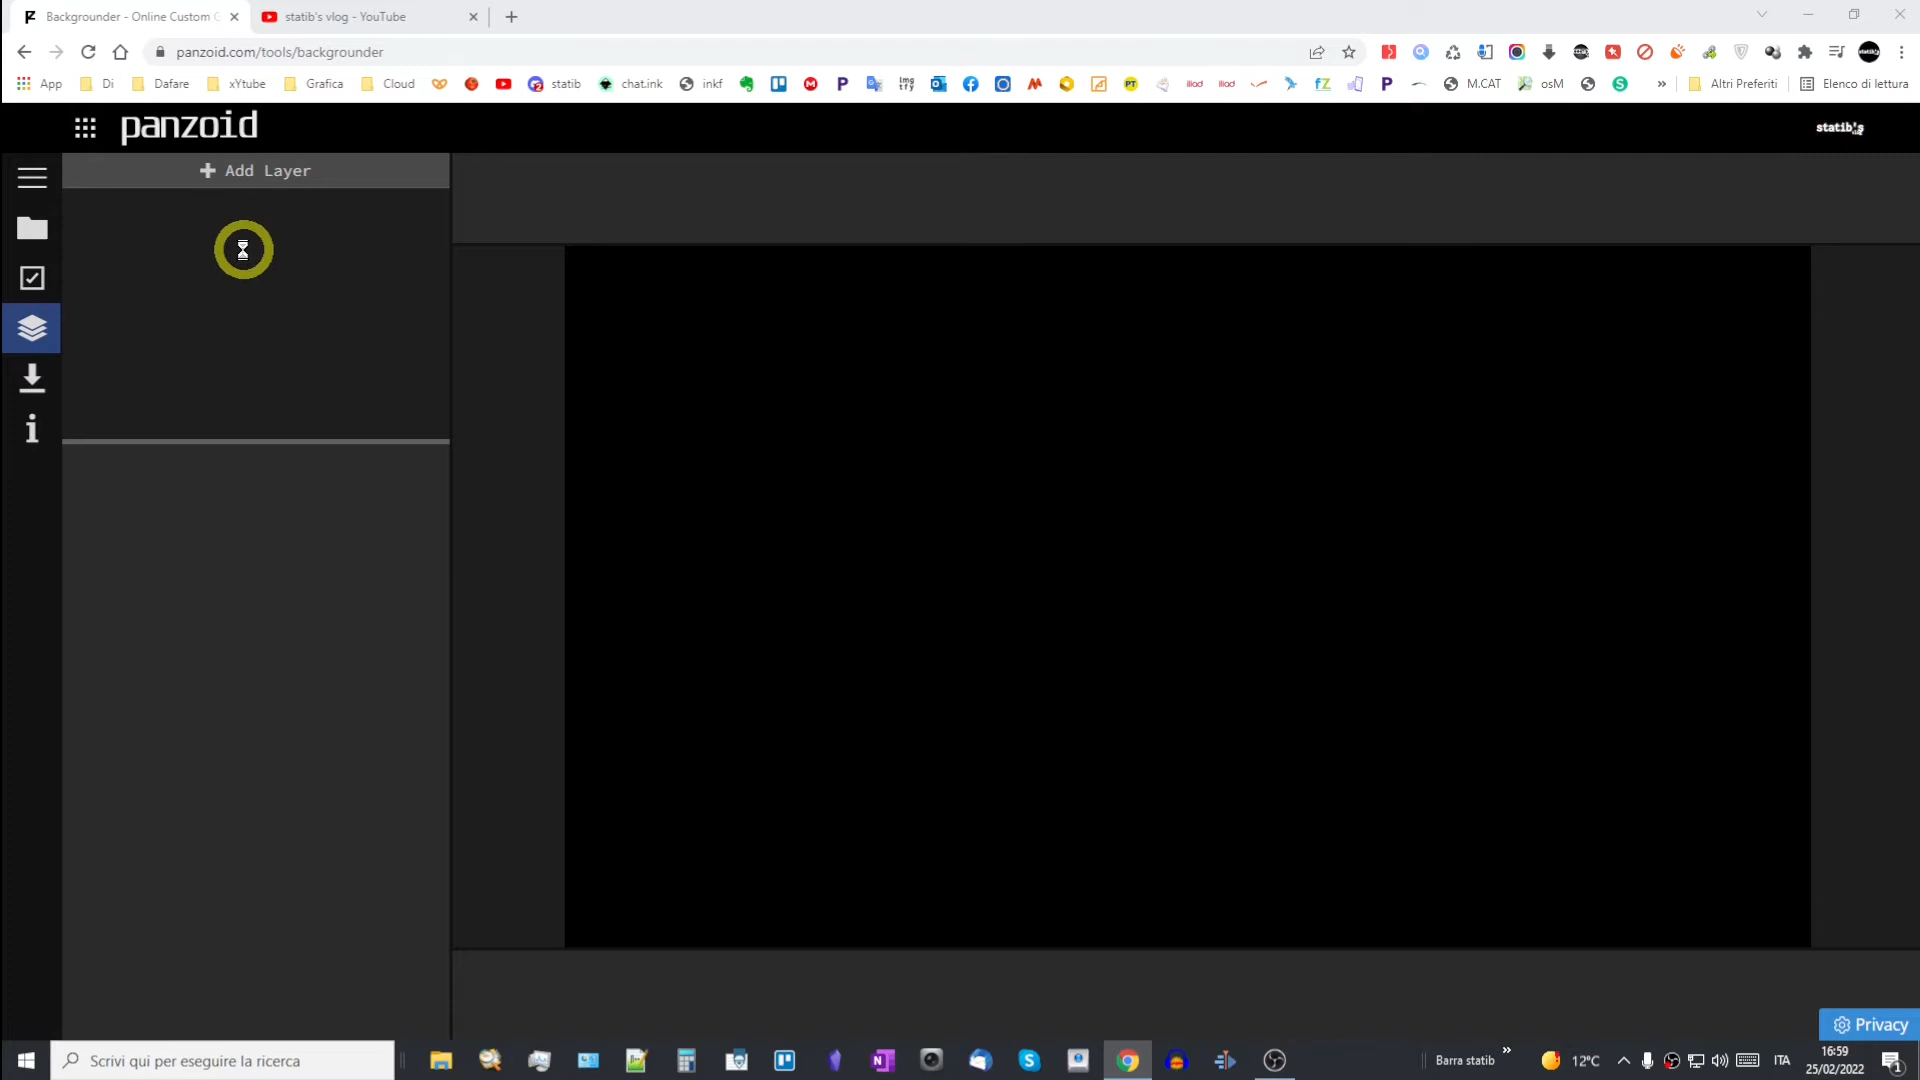 Backgrounder - Online Custom G
statib's vlog - YouTube
panzoid.com/tools/backgrounder
App
Di
Dafare
xYtube
Grafica
Cloud
statib
chat.ink
inkf
M.CAT
osM
»
Altri Preferiti
Elenco di lettura
panzoid
statib's
+ Add Layer
Privacy
Scrivi qui per eseguire la ricerca
Barra statib
»
12°C
ITA
16:59
25/02/2022
1